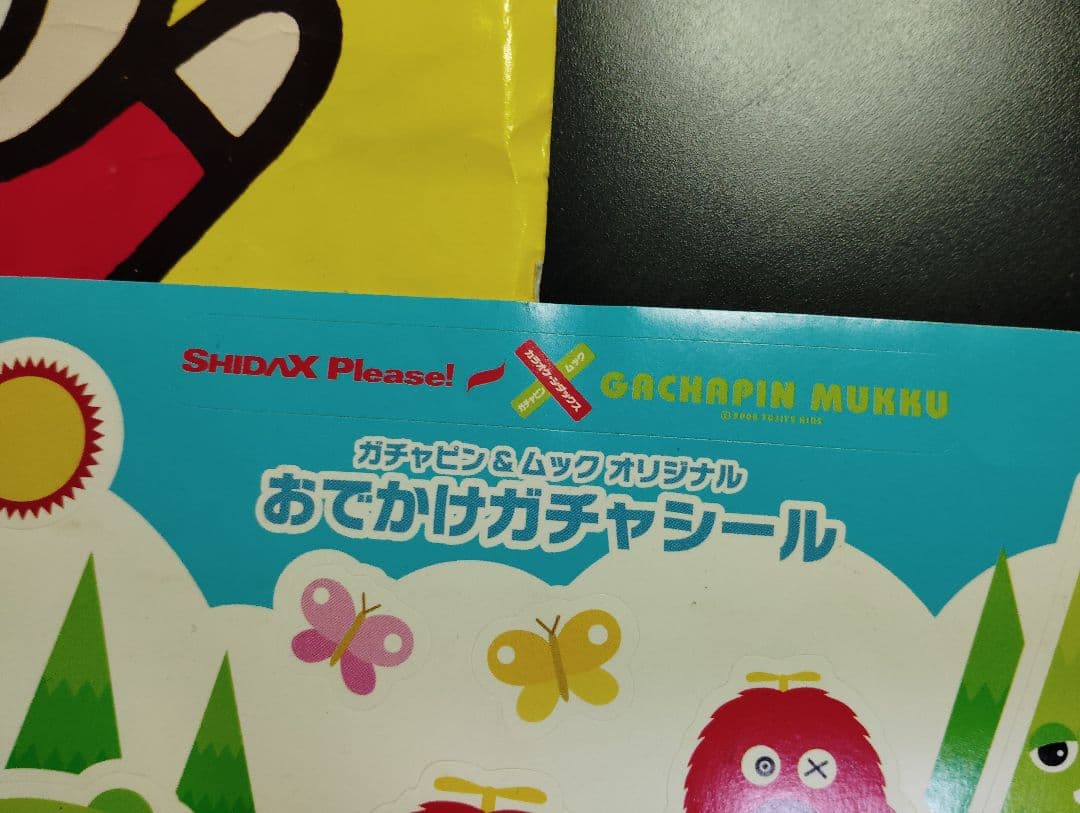 SHIDAX Please!
カラオケ・シダックス
ガチャピン ムック
GACHAPIN MUKKU
ガチャピン & ムック オリジナル
おでかけガチャシール